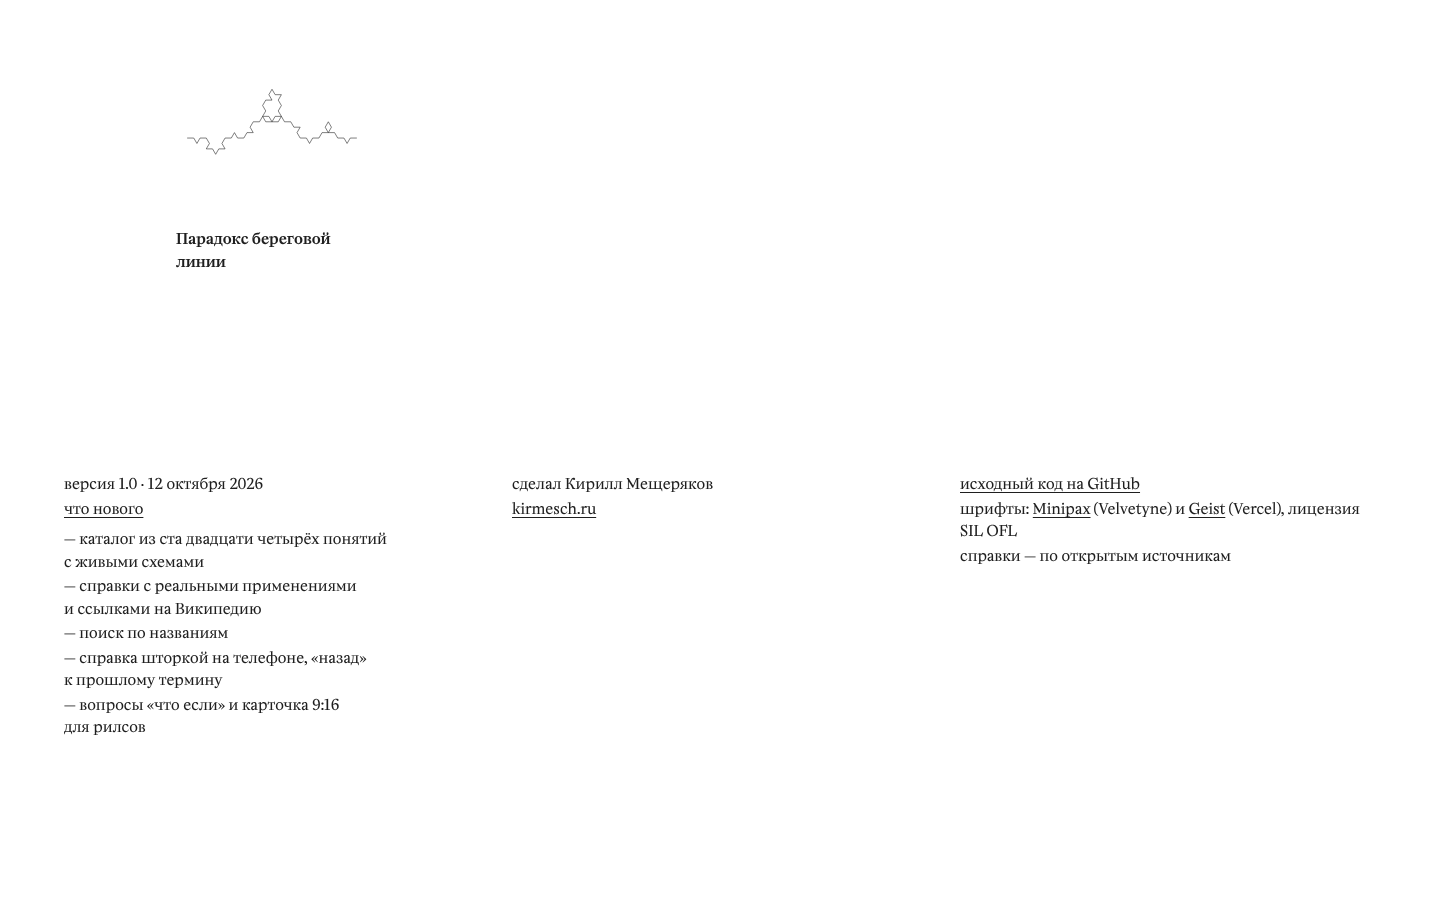 Парадокс береговой
линии
версия 1.0 · 12 октября 2026
что нового
— каталог из ста двадцати четырёх понятий
с живыми схемами
— справки с реальными применениями
и ссылками на Википедию
— поиск по названиям
— справка шторкой на телефоне, «назад»
к прошлому термину
— вопросы «что если» и карточка 9:16
для рилсов
сделал Кирилл Мещеряков
kirmesch.ru
исходный код на GitHub
шрифты: Minipax (Velvetyne) и Geist (Vercel), лицензия
SIL OFL
справки — по открытым источникам